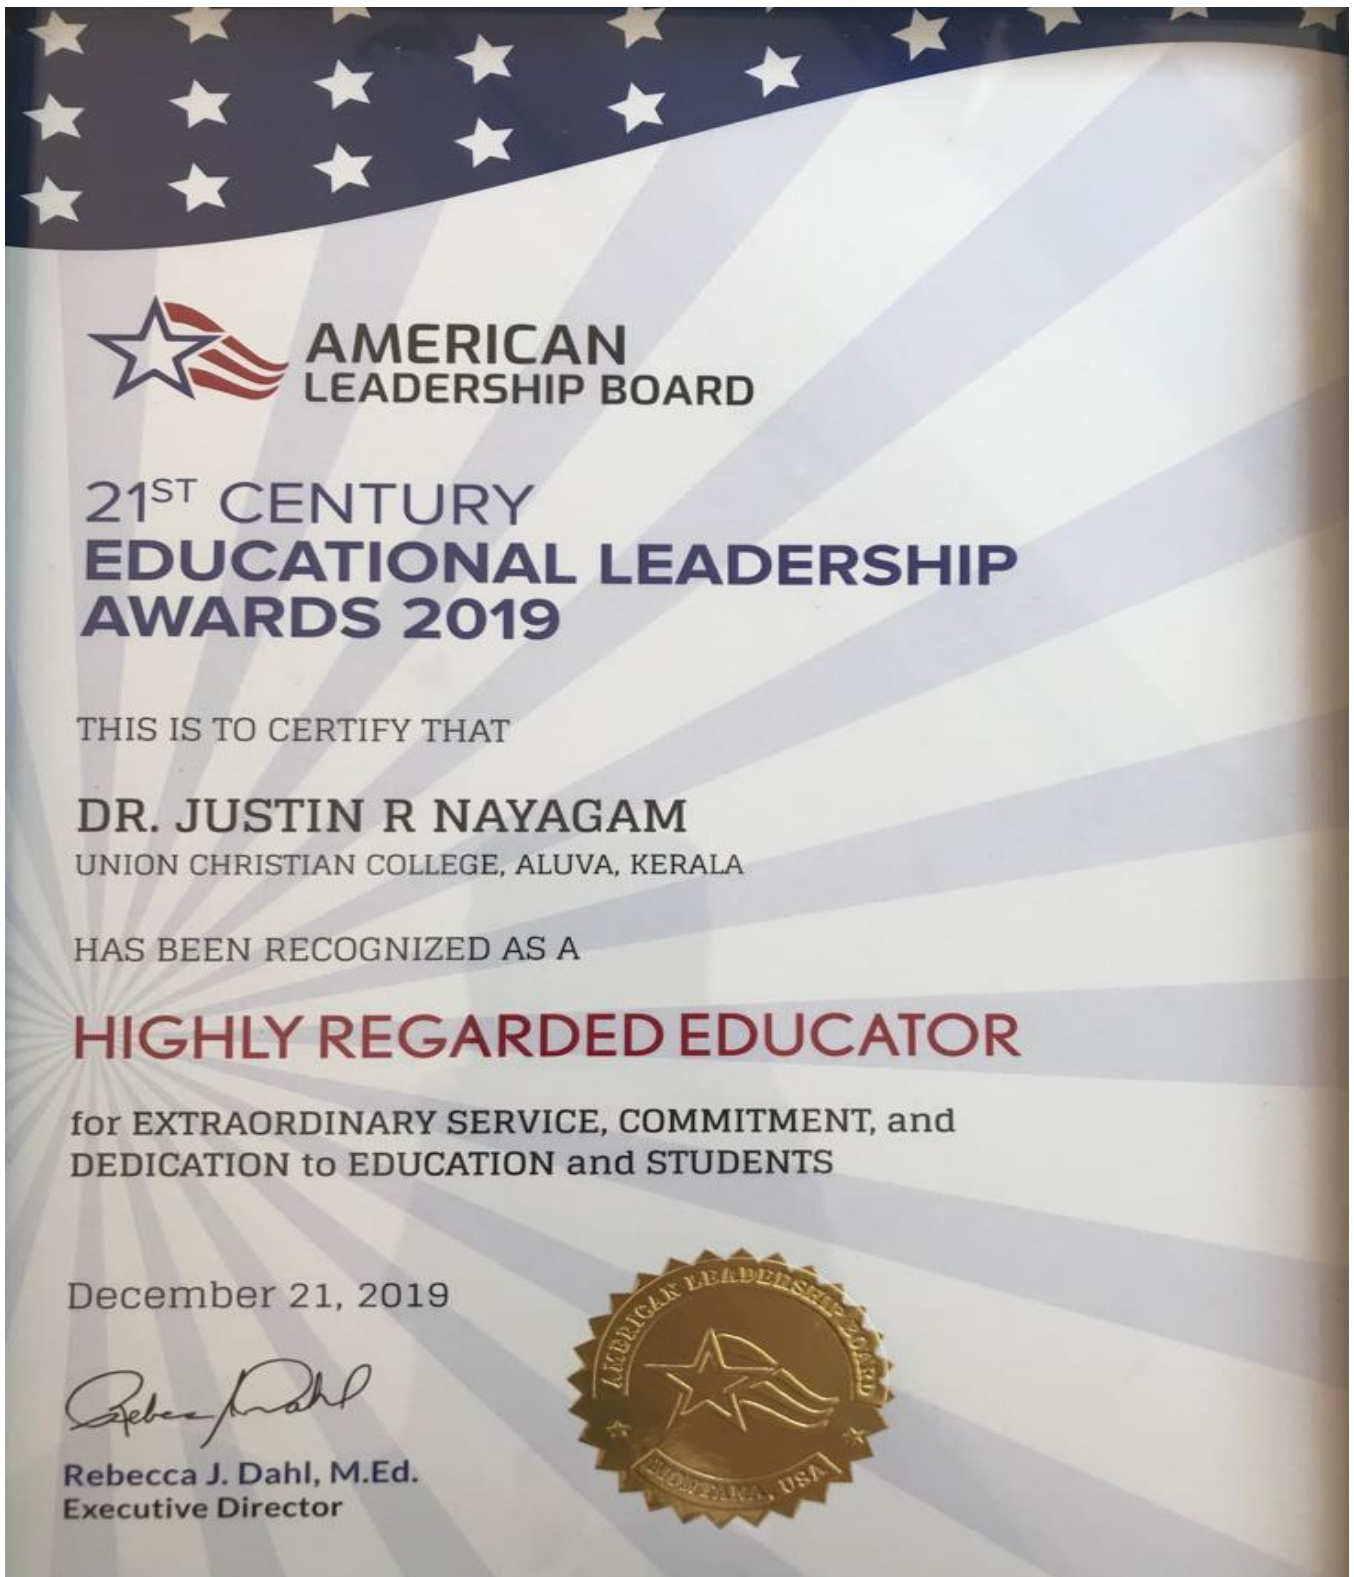 AMERICAN
LEADERSHIP BOARD
21ST CENTURY
EDUCATIONAL LEADERSHIP
AWARDS 2019
THIS IS TO CERTIFY THAT
DR. JUSTIN R NAYAGAM
UNION CHRISTIAN COLLEGE, ALUVA, KERALA
HAS BEEN RECOGNIZED AS A
HIGHLY REGARDED EDUCATOR
for EXTRAORDINARY SERVICE, COMMITMENT, and
DEDICATION to EDUCATION and STUDENTS
December 21, 2019
Rebecca J. Dahl, M.Ed.
Executive Director
AMERICAN LEADERSHIP BOARD
MONTANA, USA